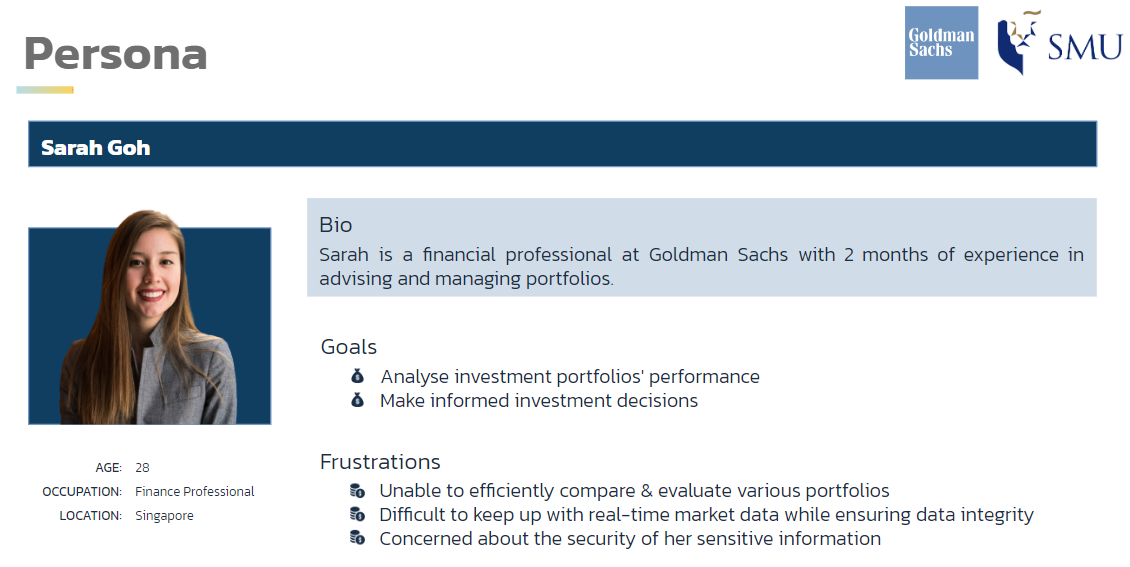 Persona
Goldman
Sachs
SMU
Sarah Goh
Bio
Sarah is a financial professional at Goldman Sachs with 2 months of experience in
advising and managing portfolios.
Goals
Analyse investment portfolios' performance
Make informed investment decisions
Frustrations
Unable to efficiently compare & evaluate various portfolios
Difficult to keep up with real-time market data while ensuring data integrity
Concerned about the security of her sensitive information
AGE: 28
OCCUPATION: Finance Professional
LOCATION: Singapore